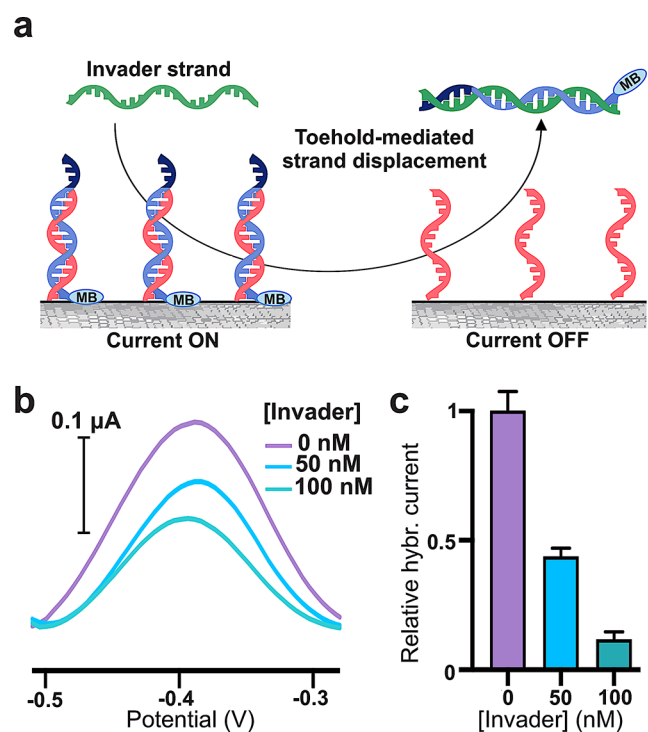 a
Invader strand
MB
Toehold-mediated
strand displacement
MB
MB
MB
Current ON
Current OFF
b
0.1 µA
[Invader]
0 nM
50 nM
100 nM
-0.5
-0.4
-0.3
Potential (V)
c
Relative hybr. current
1
0.5
0
0
50
100
[Invader] (nM)